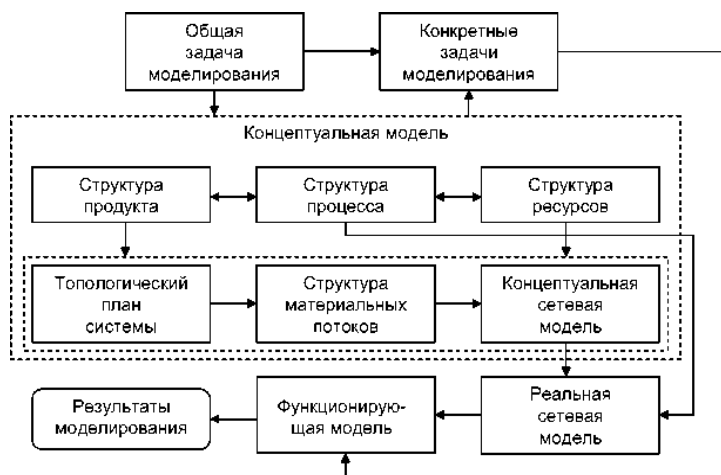 Общая
задача
моделирования
Конкретные
задачи
моделирования
Концептуальная модель
Структура
продукта
Структура
процесса
Структура
ресурсов
Топологический
план
системы
Структура
материальных
потоков
Концептуальная
сетевая
модель
Результаты
моделирования
Функционирую-
щая модель
Реальная
сетевая
модель